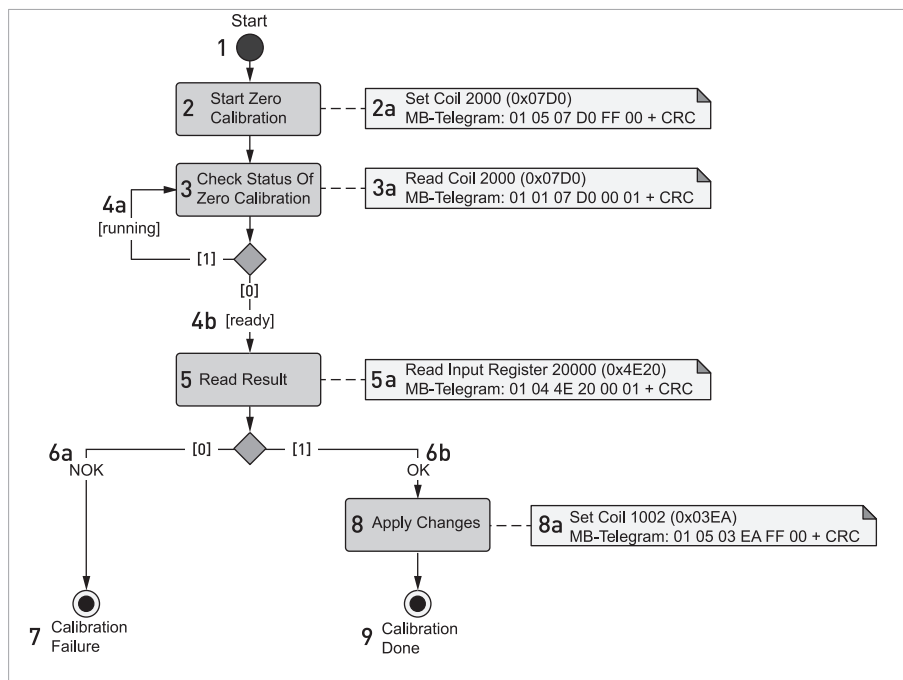 Start
1
2 Start Zero
Calibration
2a Set Coil 2000 (0x07D0)
MB-Telegram: 01 05 07 D0 FF 00 + CRC
3 Check Status Of
Zero Calibration
3a Read Coil 2000 (0x07D0)
MB-Telegram: 01 01 07 D0 00 01 + CRC
4a
[running]
[1]
[0]
4b [ready]
5 Read Result
5a Read Input Register 20000 (0x4E20)
MB-Telegram: 01 04 4E 20 00 01 + CRC
6a
NOK
[0]
[1]
6b
OK
8 Apply Changes
8a Set Coil 1002 (0x03EA)
MB-Telegram: 01 05 03 EA FF 00 + CRC
7 Calibration
Failure
9 Calibration
Done